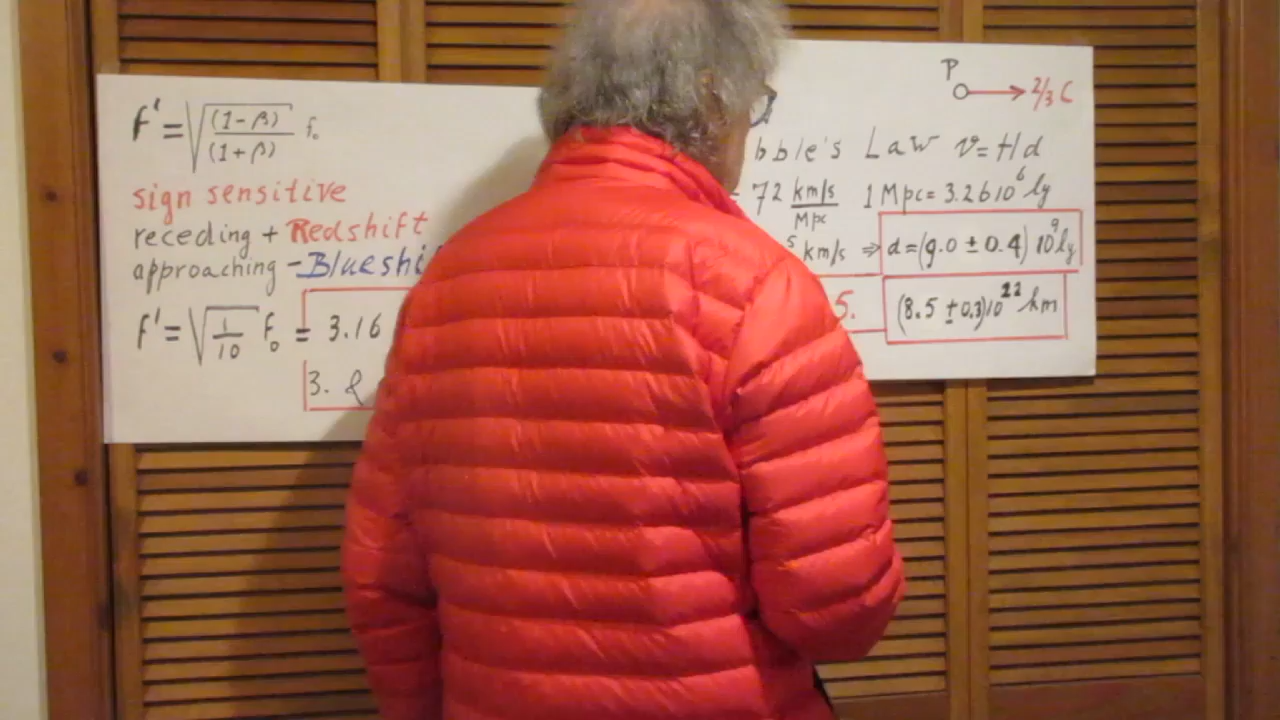 f' = √(1-β)/(1+β) f₀
sign sensitive
receding + Redshift
approaching - Blueshi
f' = √1/10 f₀ = 3.16
3. &
P
2/3 C
bble's Law v=Hd
= 72 km/s/Mpc 1 Mpc = 3.26 10⁶ ly
⁵ km/s ⇒ d=(9.0 ± 0.4) 10⁹ ly
5.
(8.5 ± 0.3)10²² km